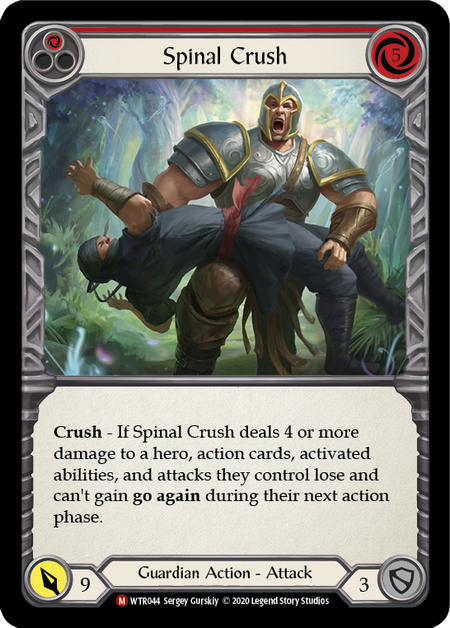 Spinal Crush
5
Crush - If Spinal Crush deals 4 or more
damage to a hero, action cards, activated
abilities, and attacks they control lose and
can't gain go again during their next action
phase.
9
Guardian Action - Attack
3
M WTR044 Sergey Gurskiy © 2020 Legend Story Studios